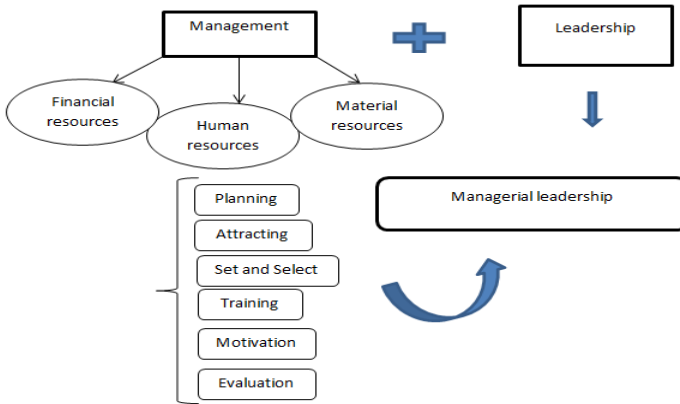 Management
Leadership
Financial
resources
Human
resources
Material
resources
Planning
Attracting
Set and Select
Training
Motivation
Evaluation
Managerial leadership